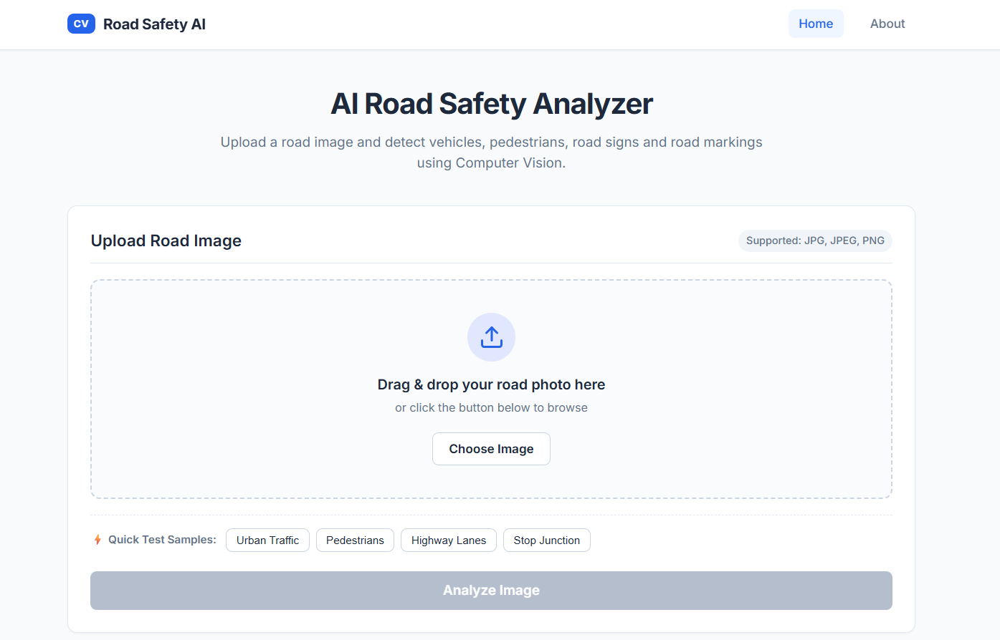 CV Road Safety AI
Home About
AI Road Safety Analyzer
Upload a road image and detect vehicles, pedestrians, road signs and road markings
using Computer Vision.
Upload Road Image
Supported: JPG, JPEG, PNG
Drag & drop your road photo here
or click the button below to browse
Choose Image
Quick Test Samples: Urban Traffic Pedestrians Highway Lanes Stop Junction
Analyze Image